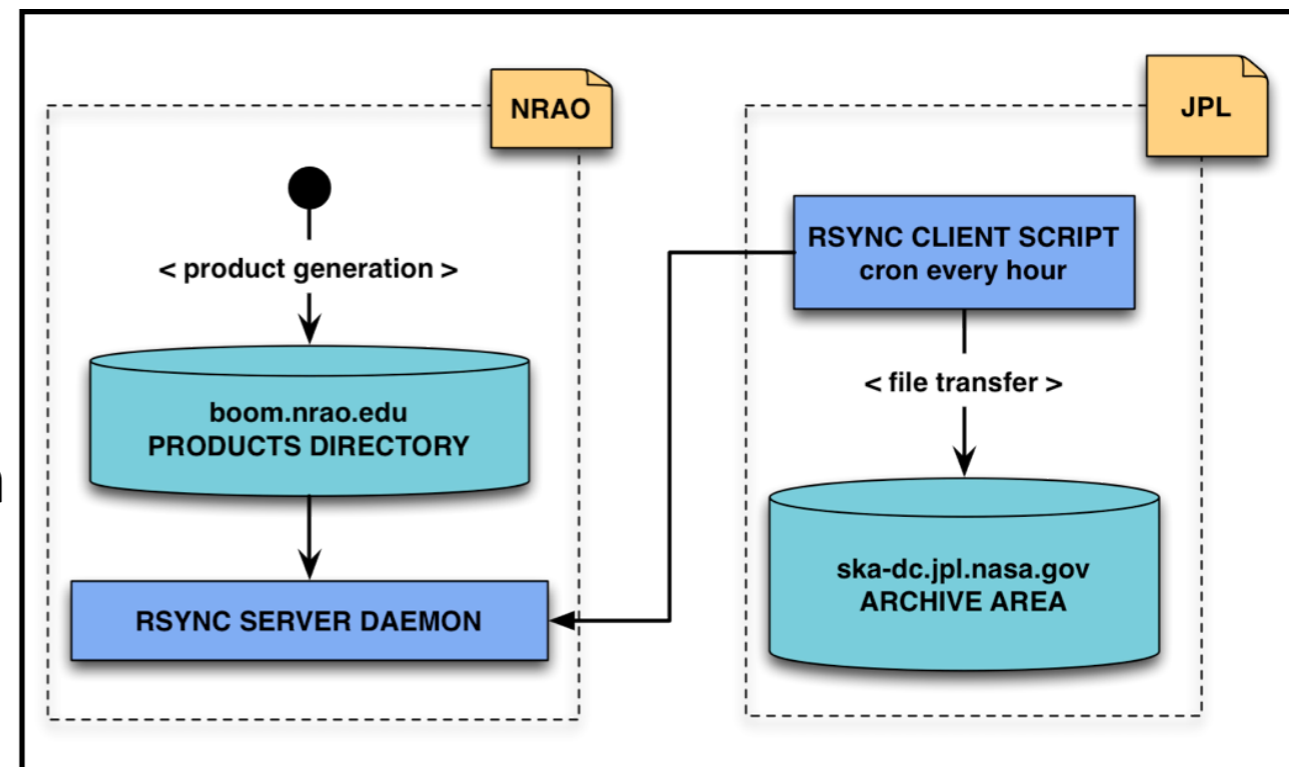 NRAO
< product generation >
boom.nrao.edu
PRODUCTS DIRECTORY
RSYNC SERVER DAEMON
JPL
RSYNC CLIENT SCRIPT
cron every hour
< file transfer >
ska-dc.jpl.nasa.gov
ARCHIVE AREA